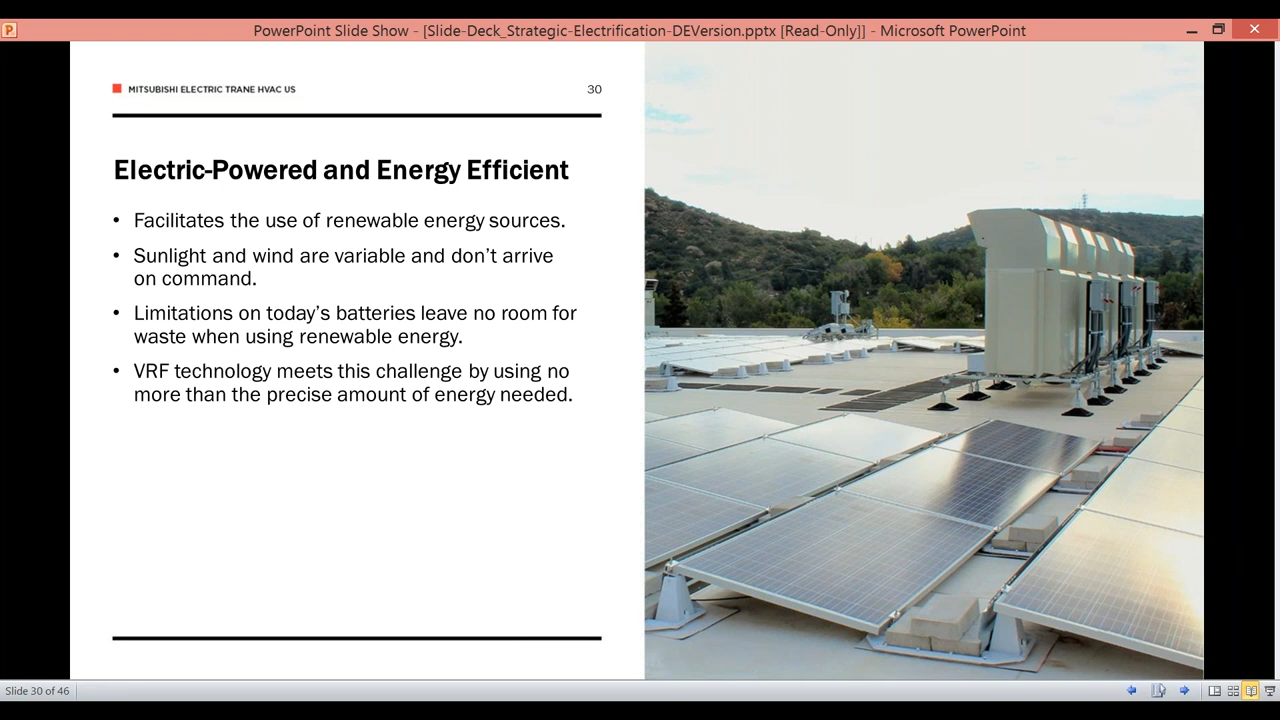 PowerPoint Slide Show - [Slide-Deck_Strategic-Electrification-DEVersion.pptx [Read-Only]] - Microsoft PowerPoint
MITSUBISHI ELECTRIC TRANE HVAC US
30
Electric-Powered and Energy Efficient
• Facilitates the use of renewable energy sources.
• Sunlight and wind are variable and don’t arrive
on command.
• Limitations on today’s batteries leave no room for
waste when using renewable energy.
• VRF technology meets this challenge by using no
more than the precise amount of energy needed.
Slide 30 of 46